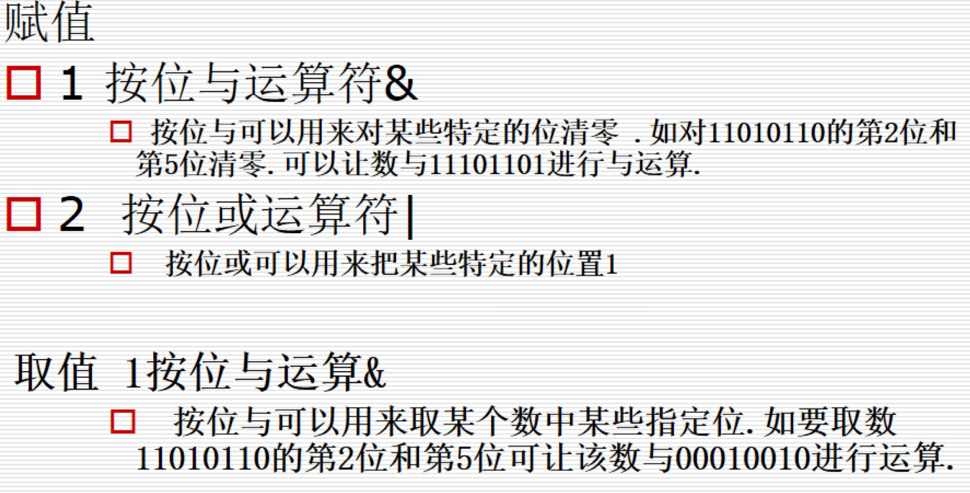 赋值
1 按位与运算符&
按位与可以用来对某些特定的位清零 .如对11010110的第2位和
第5位清零.可以让数与11101101进行与运算.
2 按位或运算符|
按位或可以用来把某些特定的位置1
取值 1按位与运算&
按位与可以用来取某个数中某些指定位.如要取数
11010110的第2位和第5位可让该数与00010010进行运算.